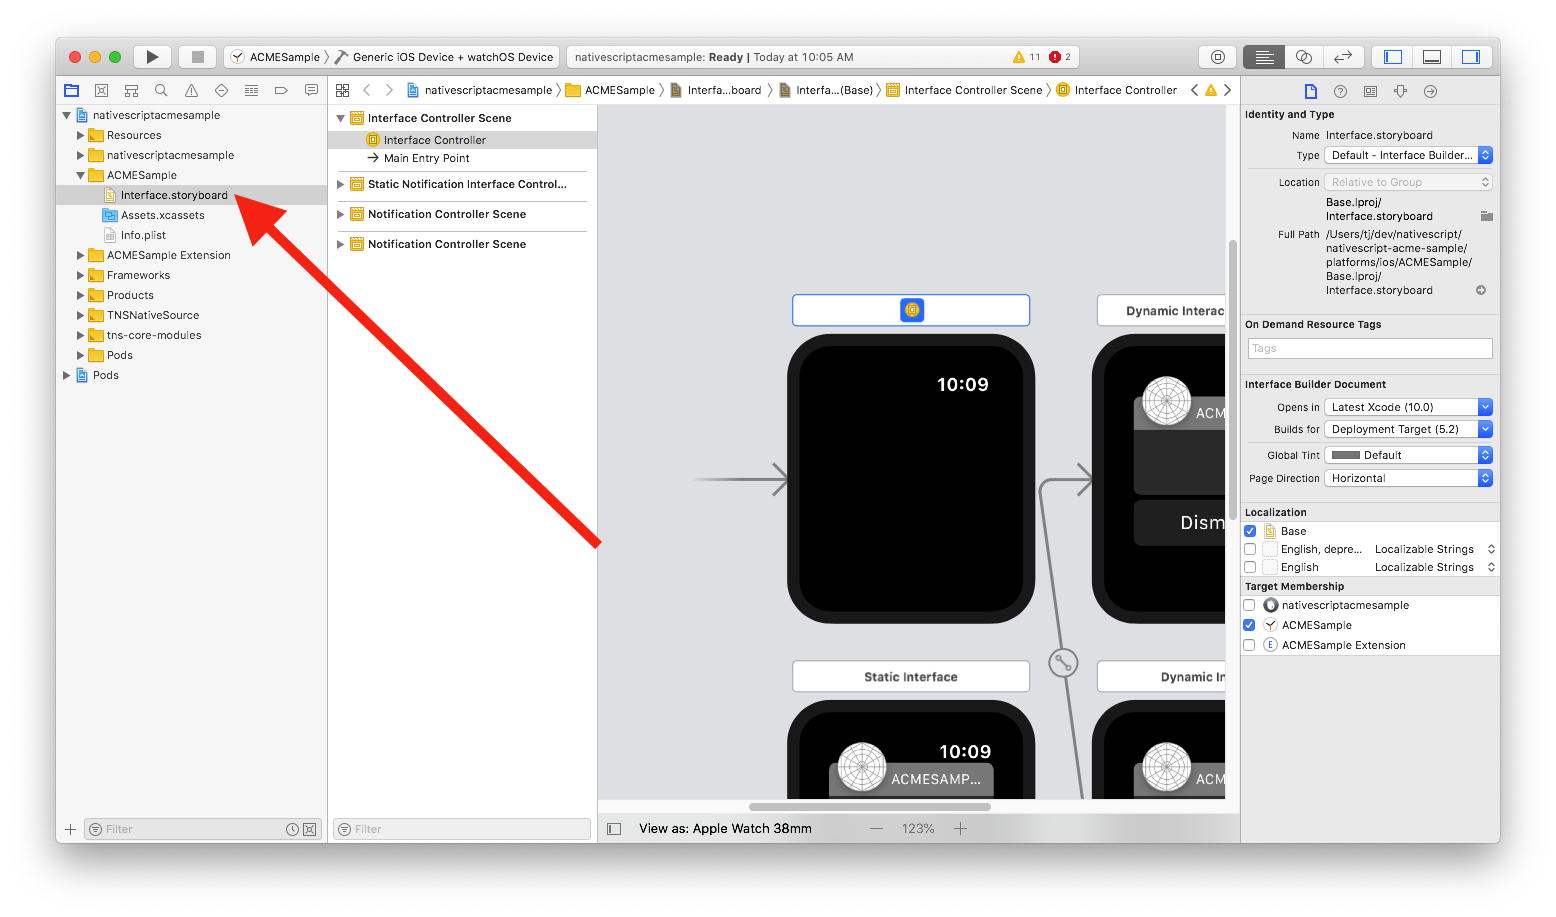 ACMESample
Generic iOS Device + watchOS Device
nativescriptacmesample: Ready | Today at 10:05 AM
11
2
nativescriptacmesample
Resources
nativescriptacmesample
ACMESample
Interface.storyboard
Assets.xcassets
Info.plist
ACMESample Extension
Frameworks
Products
TNSNativeSource
tns-core-modules
Pods
Pods
Filter
nativescriptacmesample
ACMESample
Interfa...board
Interfa...(Base)
Interface Controller Scene
Interface Controller
Interface Controller Scene
Interface Controller
Main Entry Point
Static Notification Interface Control...
Notification Controller Scene
Notification Controller Scene
Filter
10:09
Dynamic Interac
ACM
Dism
Static Interface
10:09
ACMESAMP...
Dynamic In
ACM
View as: Apple Watch 38mm
123%
Identity and Type
Name Interface.storyboard
Type Default - Interface Builder...
Location Relative to Group
Base.lproj/
Interface.storyboard
Full Path /Users/tj/dev/nativescript/
nativescript-acme-sample/
platforms/ios/ACMESample/
Base.lproj/
Interface.storyboard
On Demand Resource Tags
Tags
Interface Builder Document
Opens in Latest Xcode (10.0)
Builds for Deployment Target (5.2)
Global Tint Default
Page Direction Horizontal
Localization
Base
English, depre... Localizable Strings
English Localizable Strings
Target Membership
nativescriptacmesample
ACMESample
E ACMESample Extension